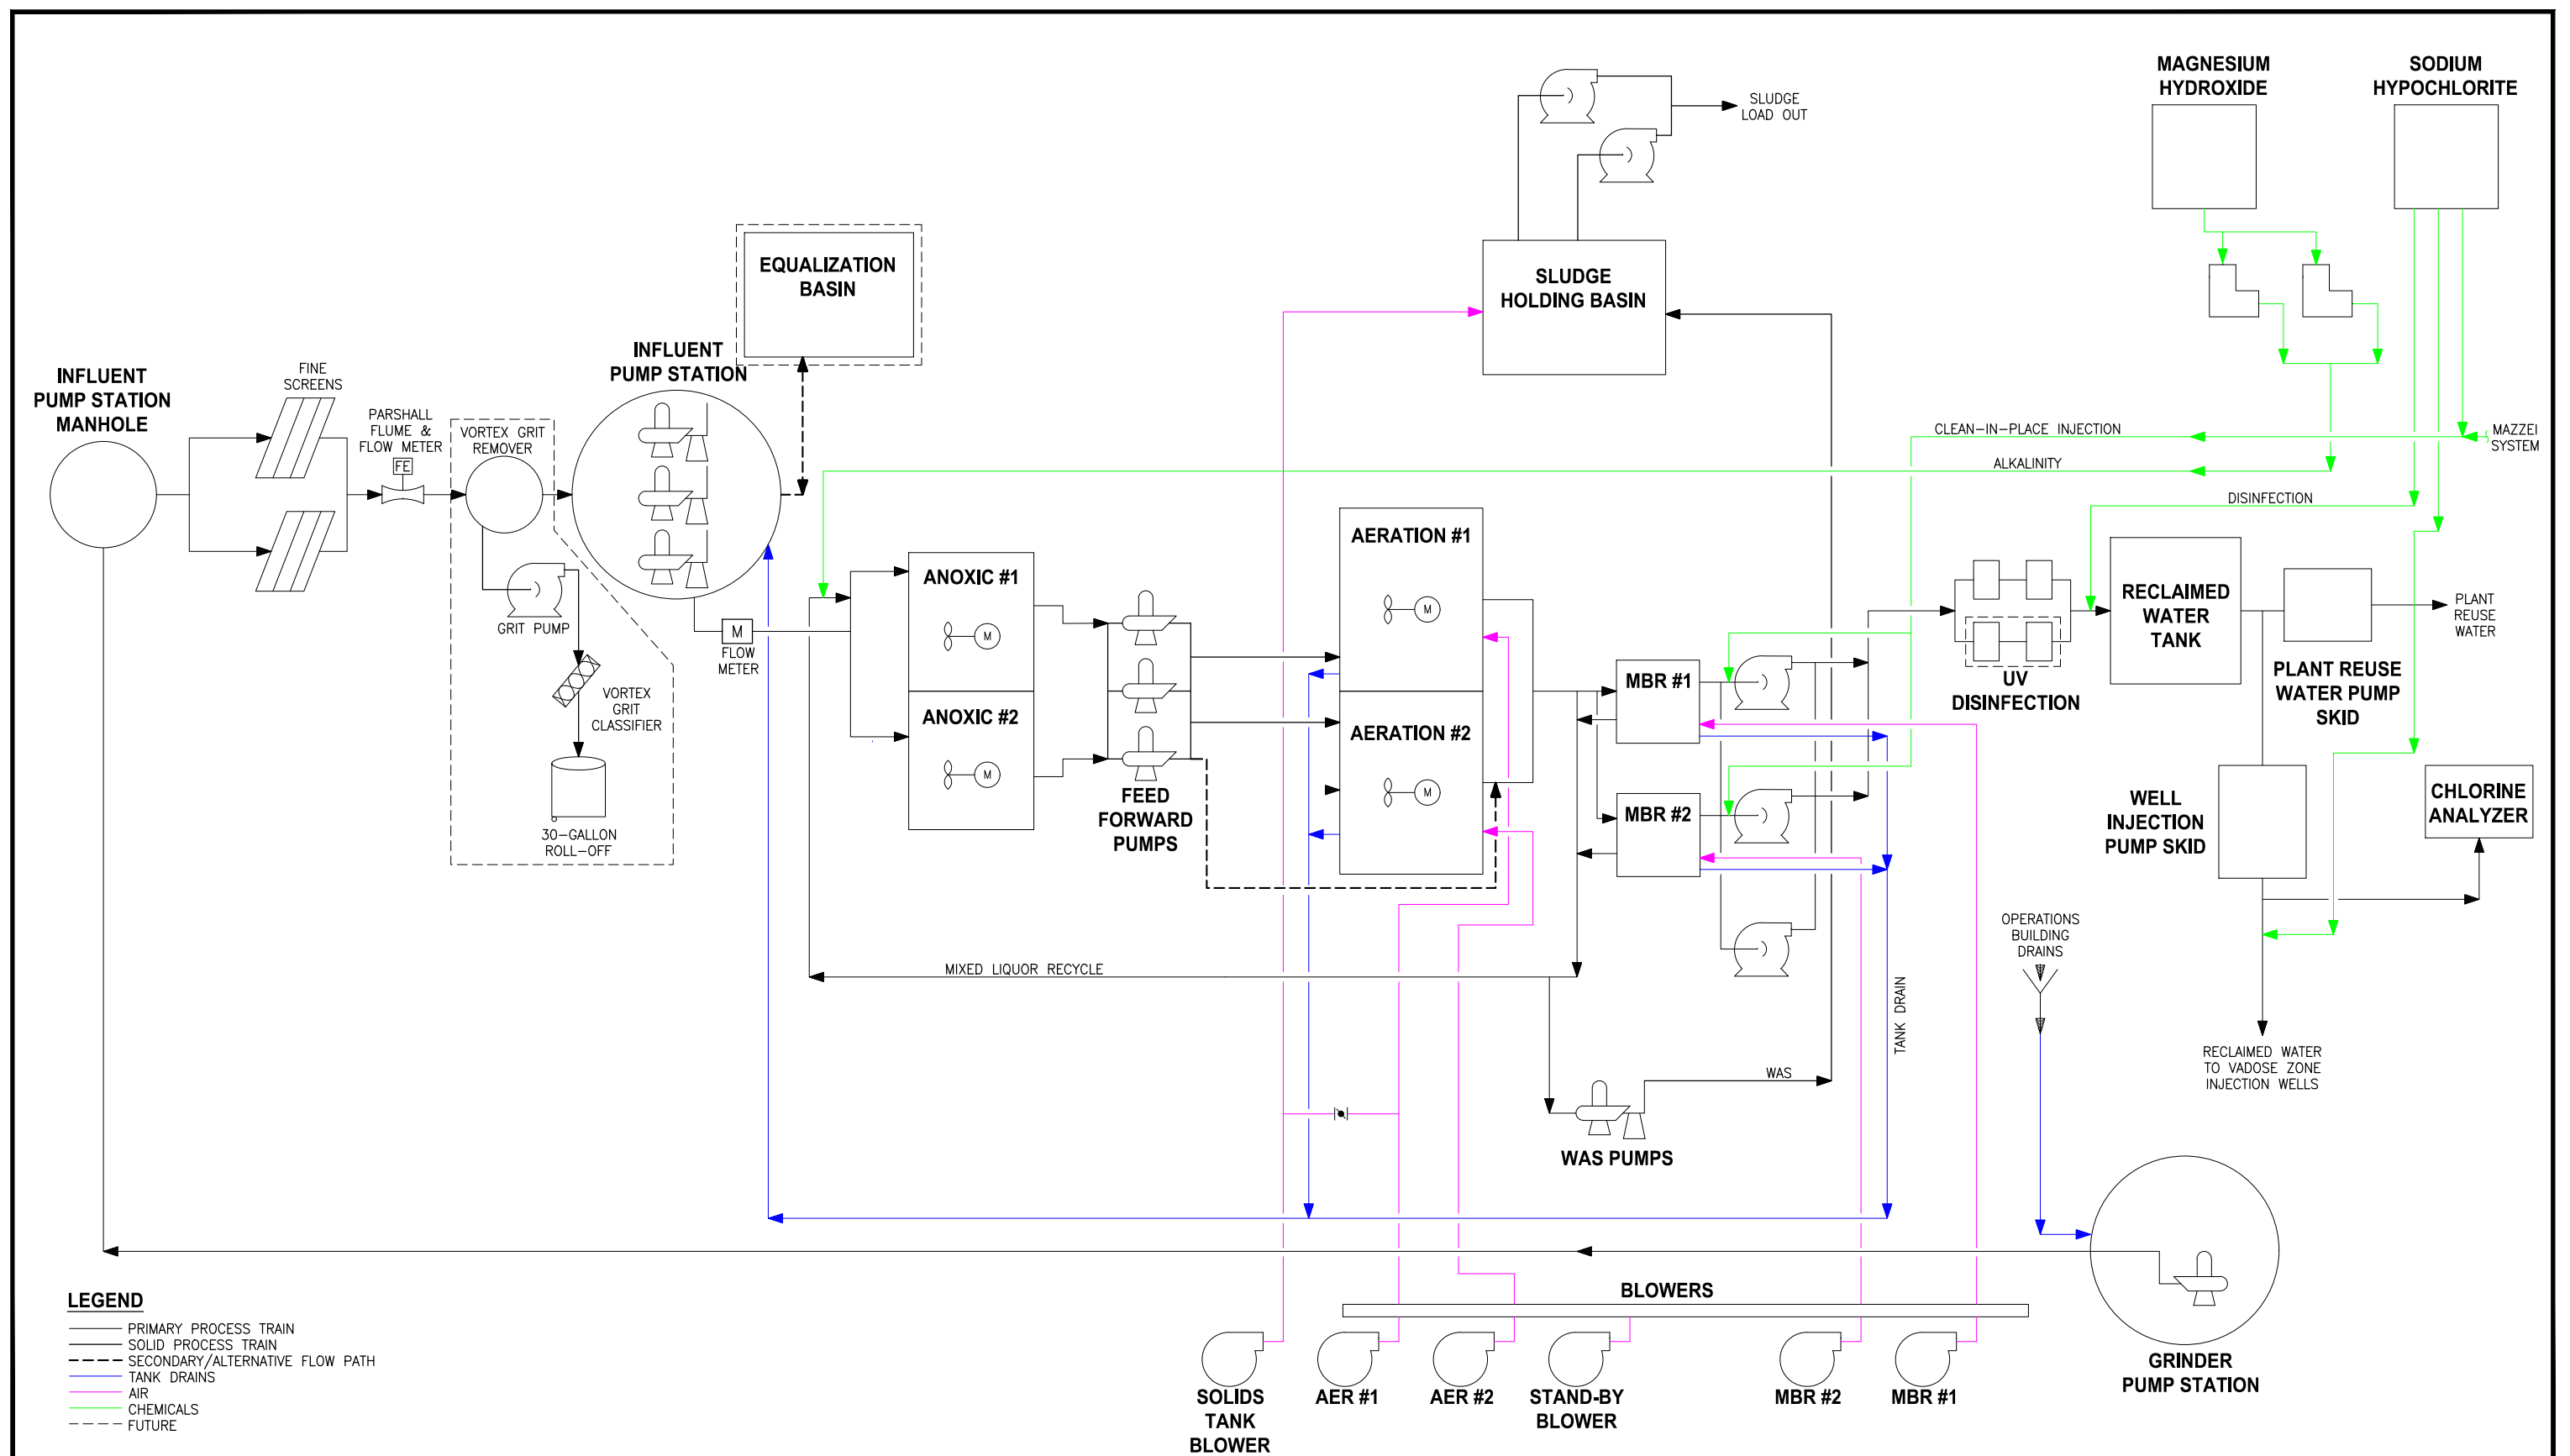 MAGNESIUM
HYDROXIDE
SODIUM
HYPOCHLORITE
SLUDGE
LOAD OUT
EQUALIZATION
BASIN
SLUDGE
HOLDING BASIN
INFLUENT
PUMP STATION
MANHOLE
FINE
SCREENS
PARSHALL
FLUME &
FLOW METER
FE
VORTEX GRIT
REMOVER
INFLUENT
PUMP STATION
CLEAN-IN-PLACE INJECTION
MAZZEI
SYSTEM
ALKALINITY
DISINFECTION
GRIT PUMP
VORTEX
GRIT
CLASSIFIER
30-GALLON
ROLL-OFF
M
FLOW
METER
ANOXIC #1
M
ANOXIC #2
M
FEED
FORWARD
PUMPS
AERATION #1
M
AERATION #2
M
MBR #1
MBR #2
UV
DISINFECTION
RECLAIMED
WATER
TANK
PLANT
REUSE
WATER
PLANT REUSE
WATER PUMP
SKID
WELL
INJECTION
PUMP SKID
CHLORINE
ANALYZER
OPERATIONS
BUILDING
DRAINS
MIXED LIQUOR RECYCLE
TANK DRAIN
WAS
WAS PUMPS
RECLAIMED WATER
TO VADOSE ZONE
INJECTION WELLS
GRINDER
PUMP STATION
BLOWERS
SOLIDS
TANK
BLOWER
AER #1
AER #2
STAND-BY
BLOWER
MBR #2
MBR #1
LEGEND
PRIMARY PROCESS TRAIN
SOLID PROCESS TRAIN
SECONDARY/ALTERNATIVE FLOW PATH
TANK DRAINS
AIR
CHEMICALS
FUTURE